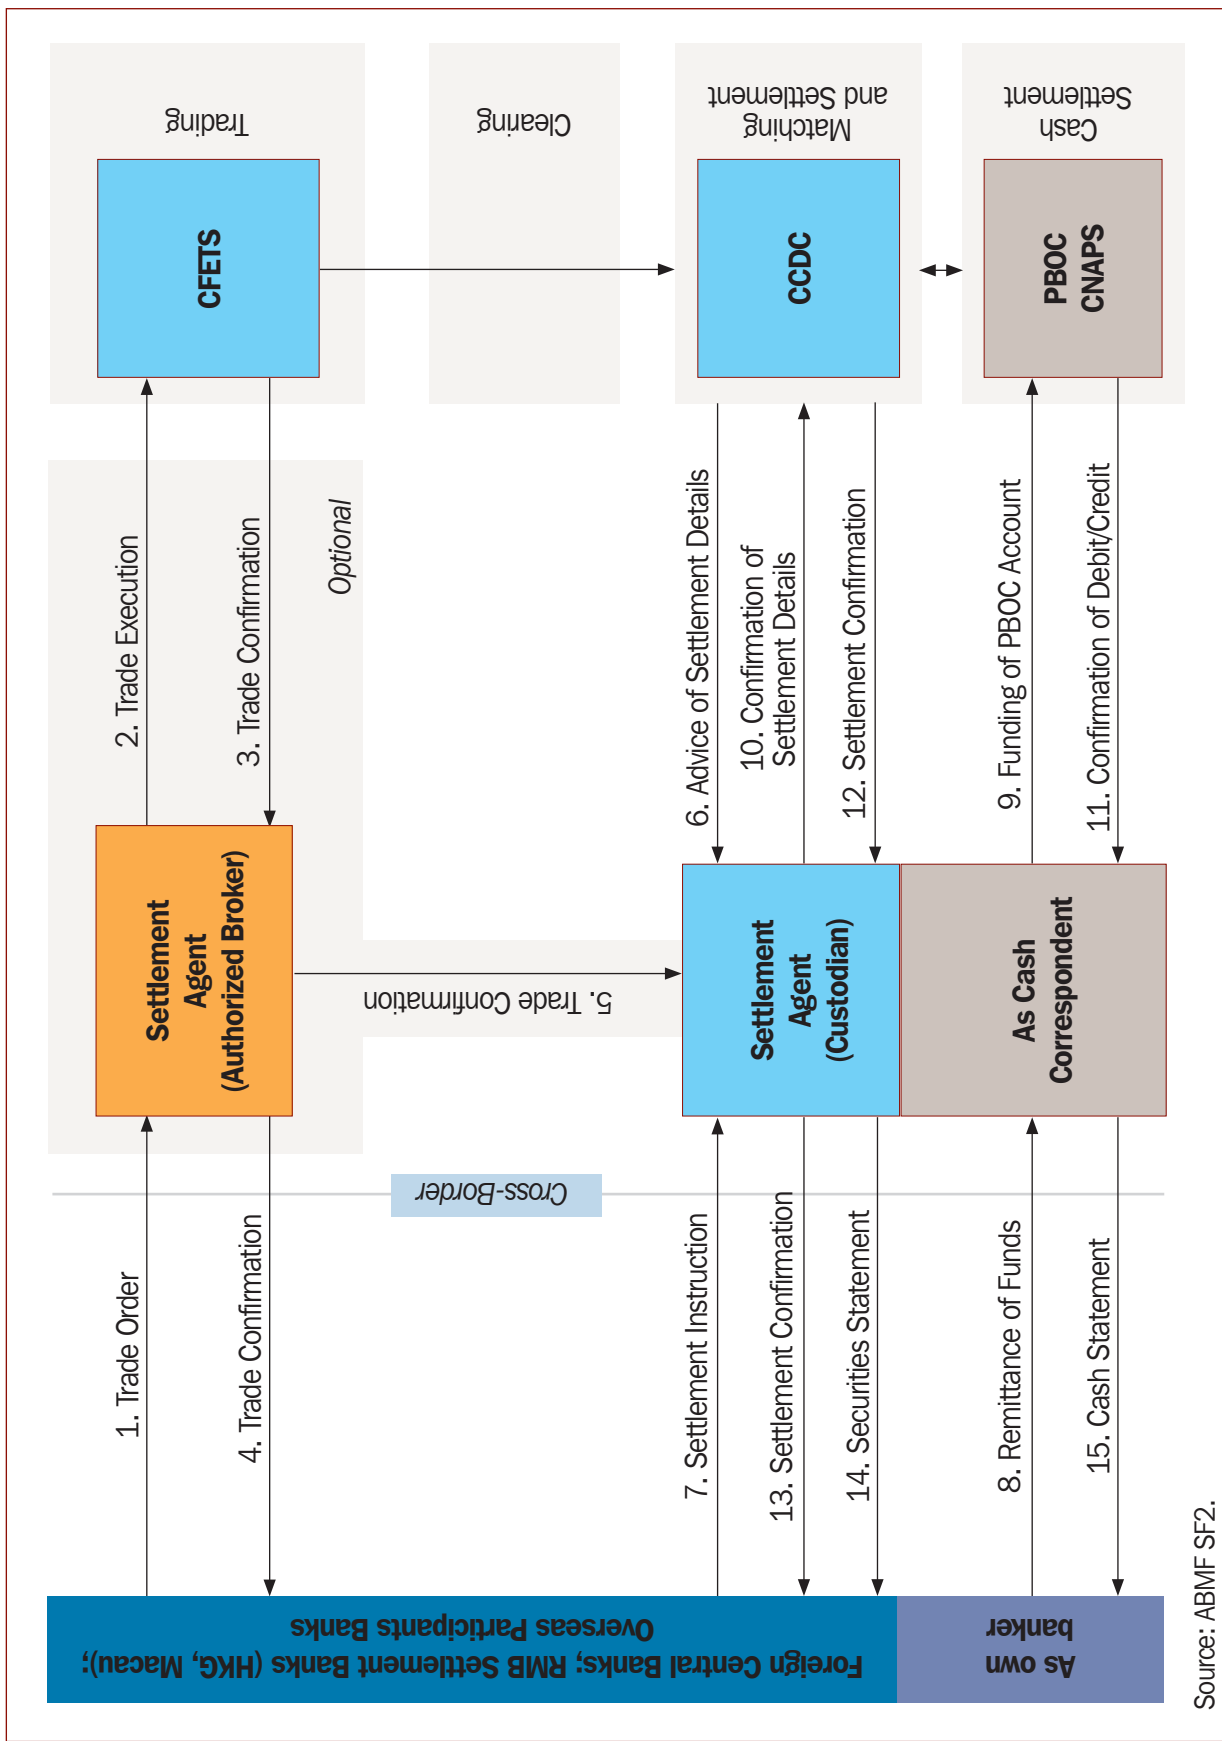 Trading
Clearing
Matching
and Settlement
Cash
Settlement
CFETS
CCDC
PBOC
CNAPS
2. Trade Execution
3. Trade Confirmation
Optional
6. Advice of Settlement Details
10. Confirmation of
Settlement Details
12. Settlement Confirmation
9. Funding of PBOC Account
11. Confirmation of Debit/Credit
Settlement
Agent
(Authorized Broker)
5. Trade Confirmation
Settlement
Agent
(Custodian)
As Cash
Correspondent
Cross-Border
1. Trade Order
4. Trade Confirmation
7. Settlement Instruction
13. Settlement Confirmation
14. Securities Statement
8. Remittance of Funds
15. Cash Statement
Foreign Central Banks; RMB Settlement Banks (HKG, Macau);
Overseas Participants Banks
As own
banker
Source: ABMF SF2.